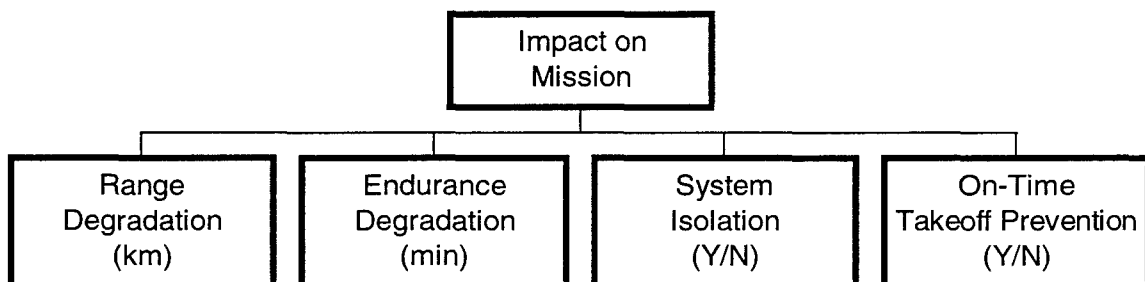 Impact on
Mission
Range
Degradation
(km)
Endurance
Degradation
(min)
System
Isolation
(Y/N)
On-Time
Takeoff Prevention
(Y/N)